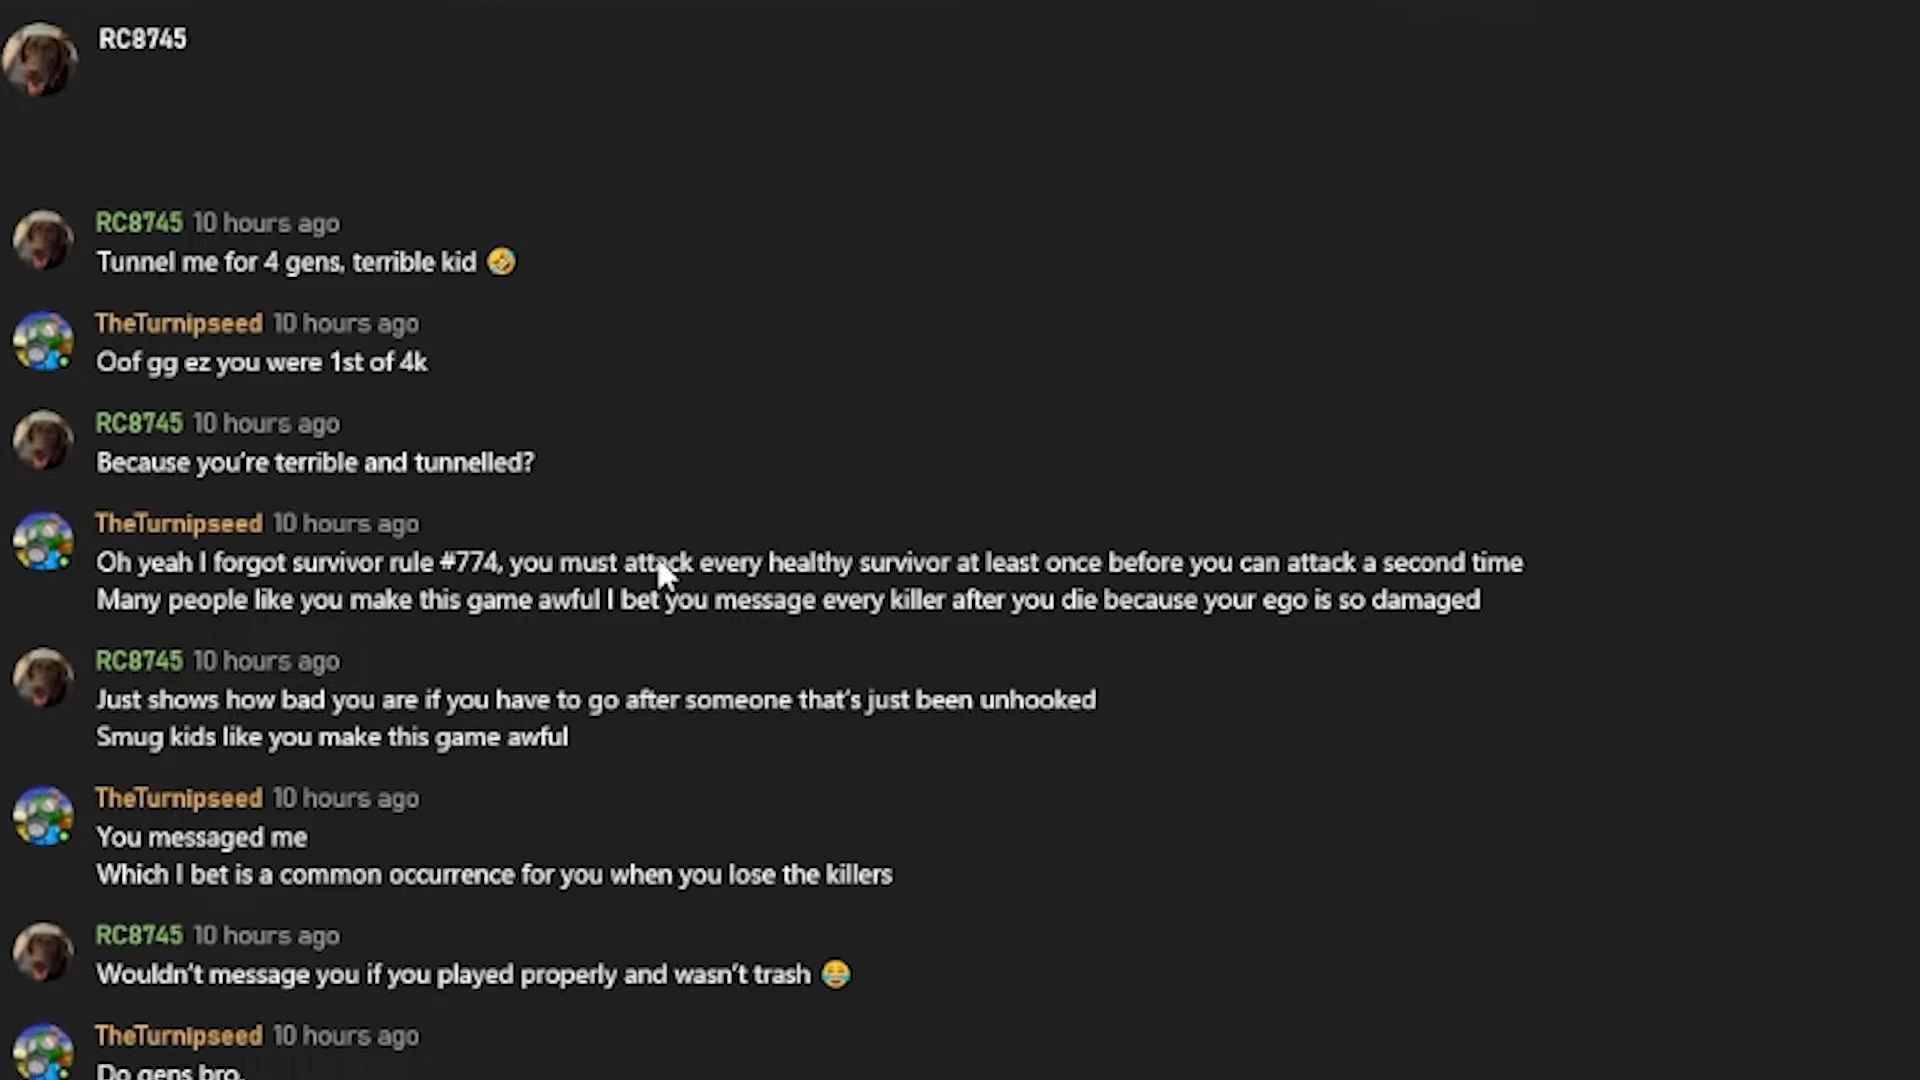 RC8745
RC8745 10 hours ago
Tunnel me for 4 gens, terrible kid 🤣
TheTurnipseed 10 hours ago
Oof gg ez you were 1st of 4k
RC8745 10 hours ago
Because you're terrible and tunnelled?
TheTurnipseed 10 hours ago
Oh yeah I forgot survivor rule #774, you must attack every healthy survivor at least once before you can attack a second time
Many people like you make this game awful I bet you message every killer after you die because your ego is so damaged
RC8745 10 hours ago
Just shows how bad you are if you have to go after someone that's just been unhooked
Smug kids like you make this game awful
TheTurnipseed 10 hours ago
You messaged me
Which I bet is a common occurrence for you when you lose the killers
RC8745 10 hours ago
Wouldn't message you if you played properly and wasn't trash 😂
TheTurnipseed 10 hours ago
Do gens bro.